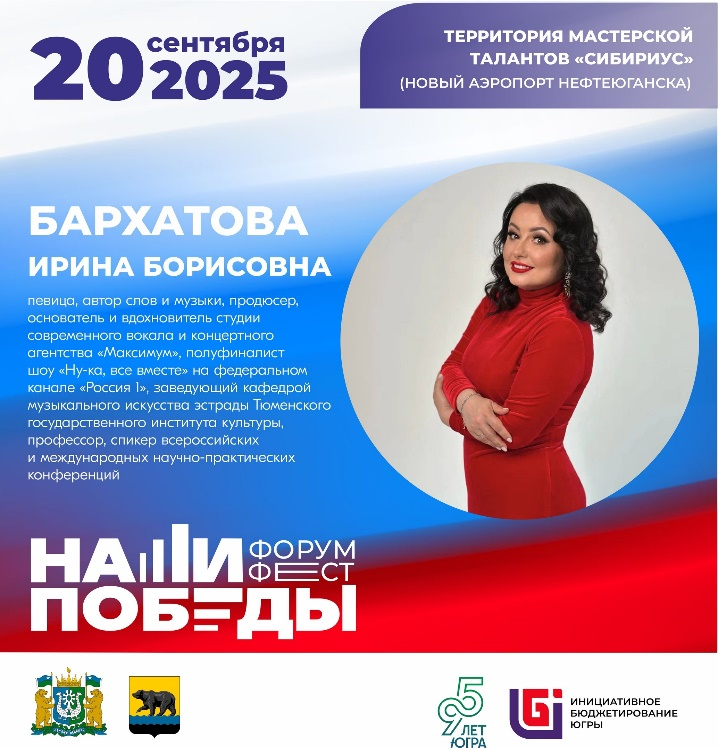 20 сентября
2025
ТЕРРИТОРИЯ МАСТЕРСКОЙ
ТАЛАНТОВ «СИБИРИУС»
(НОВЫЙ АЭРОПОРТ НЕФТЕЮГАНСКА)
БАРХАТОВА
ИРИНА БОРИСОВНА
певица, автор слов и музыки, продюсер,
основатель и вдохновитель студии
современного вокала и концертного
агентства «Максимум», полуфиналист
шоу «Ну-ка, все вместе» на федеральном
канале «Россия 1», заведующий кафедрой
музыкального искусства эстрады Тюменского
государственного института культуры,
профессор, спикер всероссийских
и международных научно-практических
конференций
НАШИ ФОРУМ
ФЕСТ
ПОБЕДЫ
95
ЛЕТ
ЮГРА
ИНИЦИАТИВНОЕ
БЮДЖЕТИРОВАНИЕ
ЮГРЫ